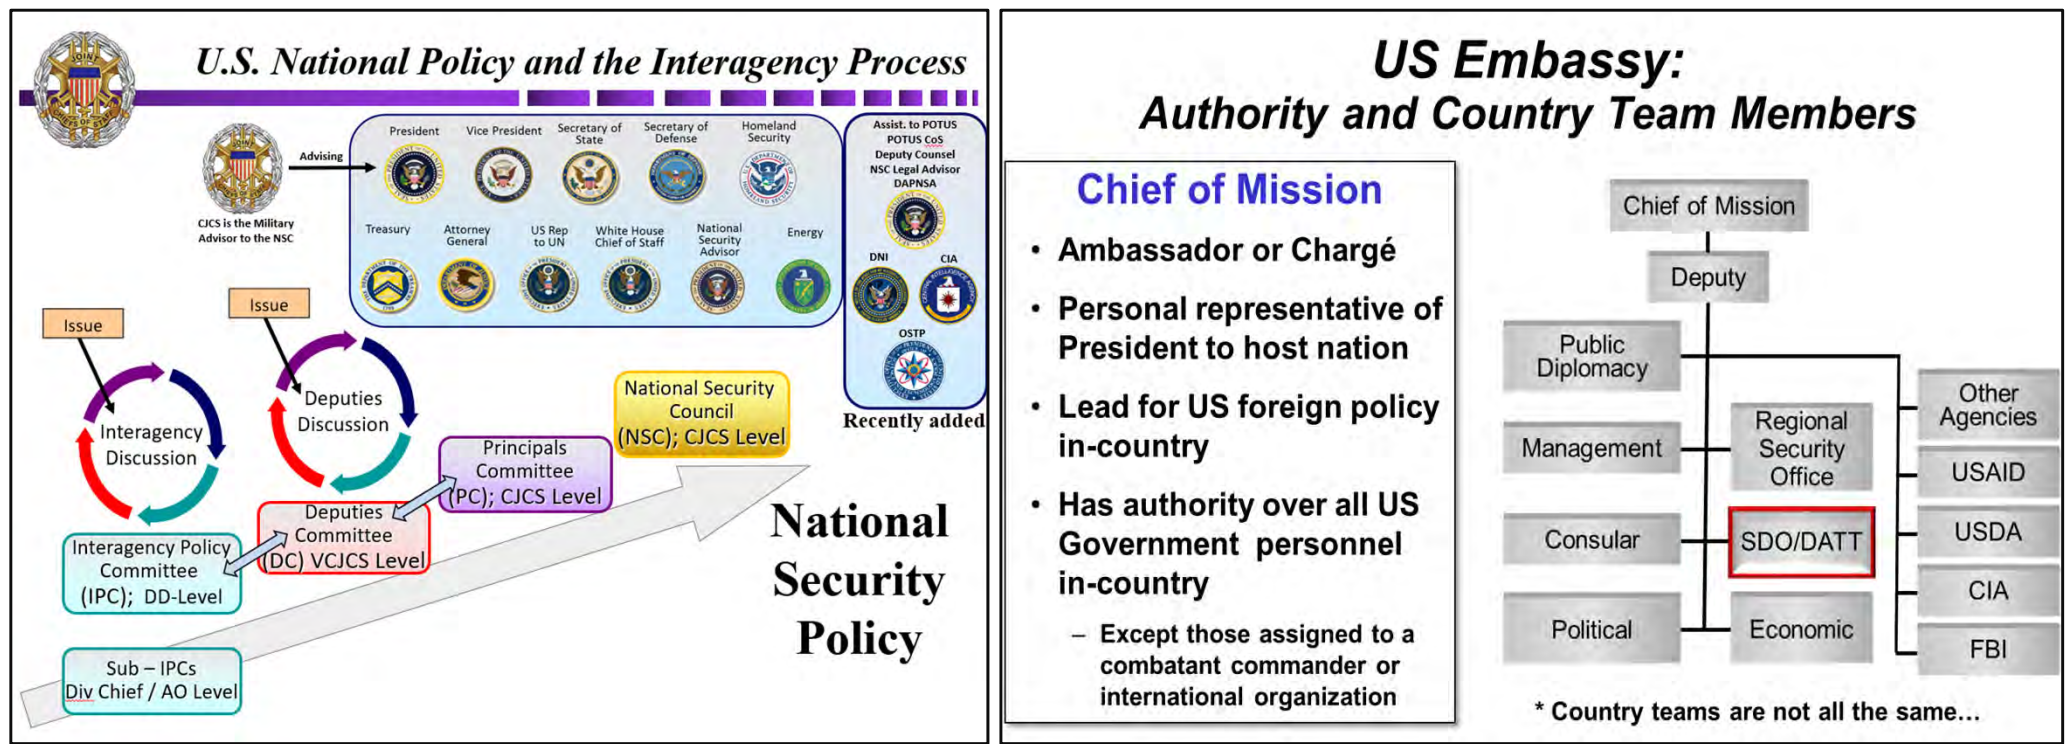 U.S. National Policy and the Interagency Process
JOINT
CHIEFS OF STAFF
Advising
CJCS is the Military
Advisor to the NSC
President
Vice President
Secretary of
State
Secretary of
Defense
Homeland
Security
Treasury
Attorney
General
US Rep
to UN
White House
Chief of Staff
National
Security
Advisor
Energy
Assist. to POTUS
POTUS CoS
Deputy Counsel
NSC Legal Advisor
DAPNSA
DNI
CIA
OSTP
Recently added
Issue
Issue
Interagency
Discussion
Deputies
Discussion
National Security
Council
(NSC); CJCS Level
Principals
Committee
(PC); CJCS Level
Deputies
Committee
(DC) VCJCS Level
Interagency Policy
Committee
(IPC); DD-Level
Sub – IPCs
Div Chief / AO Level
National
Security
Policy
US Embassy:
Authority and Country Team Members
Chief of Mission
• Ambassador or Chargé
• Personal representative of
President to host nation
• Lead for US foreign policy
in-country
• Has authority over all US
Government personnel
in-country
– Except those assigned to a
combatant commander or
international organization
Chief of Mission
Deputy
Public
Diplomacy
Management
Consular
Political
Regional
Security
Office
SDO/DATT
Economic
Other
Agencies
USAID
USDA
CIA
FBI
* Country teams are not all the same…